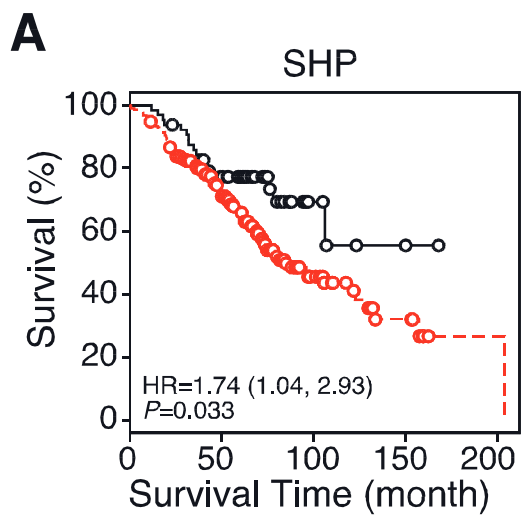 A
SHP
Survival (%)
100
80
60
40
20
0
HR=1.74 (1.04, 2.93)
P=0.033
0 50 100 150 200
Survival Time (month)